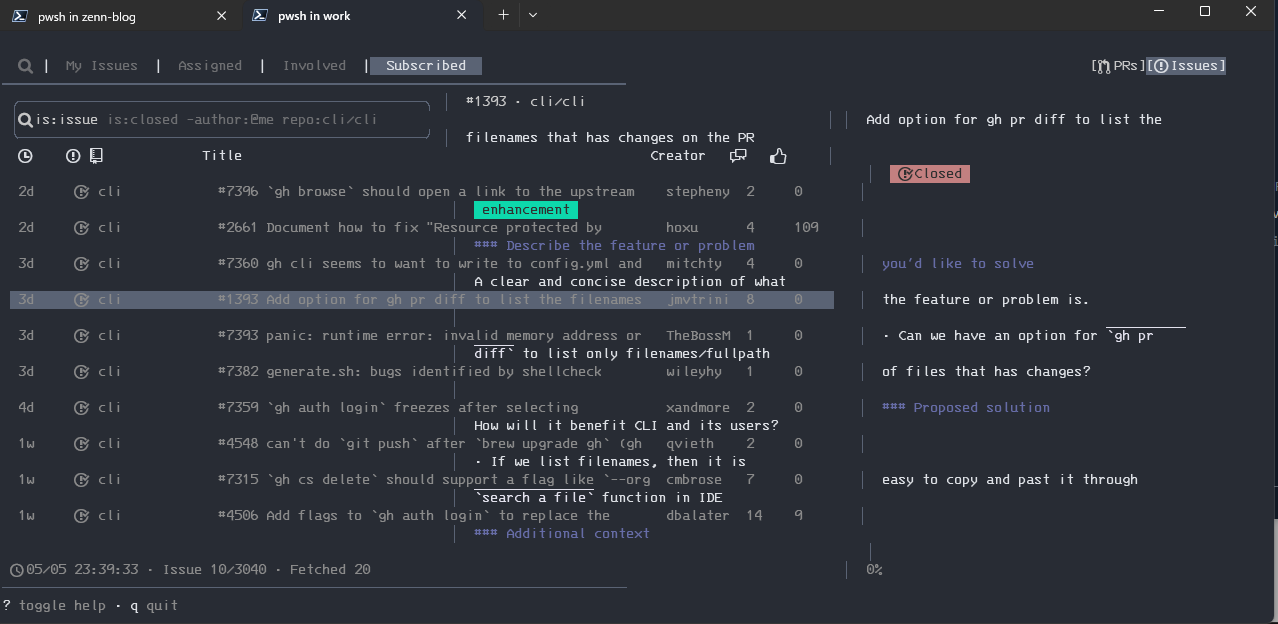 pwsh in zenn-blog
pwsh in work
| My Issues | Assigned | Involved | Subscribed [PRs][Issues]
| #1393 · cli/cli
is:issue is:closed -author:@me repo:cli/cli | | Add option for gh pr diff to list the
| filenames that has changes on the PR
Title Creator |
| Closed
2d cli #7396 `gh browse` should open a link to the upstream stepheny 2 0 |
| enhancement
2d cli #2661 Document how to fix "Resource protected by hoxu 4 109 |
| ### Describe the feature or problem
3d cli #7360 gh cli seems to want to write to config.yml and mitchty 4 0 | you'd like to solve
| A clear and concise description of what
3d cli #1393 Add option for gh pr diff to list the filenames jmvtrini 8 0 | the feature or problem is.
|
3d cli #7393 panic: runtime error: invalid memory address or TheBossM 1 0 | · Can we have an option for `gh pr
diff` to list only filenames/fullpath
3d cli #7382 generate.sh: bugs identified by shellcheck wileyhy 1 0 | of files that has changes?
|
4d cli #7359 `gh auth login` freezes after selecting xandmore 2 0 | ### Proposed solution
| How will it benefit CLI and its users?
1w cli #4548 can't do `git push` after `brew upgrade gh` (gh qvieth 2 0 |
| · If we list filenames, then it is
1w cli #7315 `gh cs delete` should support a flag like `--org cmbrose 7 0 | easy to copy and past it through
| `search a file` function in IDE
1w cli #4506 Add flags to `gh auth login` to replace the dbalater 14 9 |
| ### Additional context
|
05/05 23:39:33 · Issue 10/3040 · Fetched 20 | 0%
? toggle help · q quit